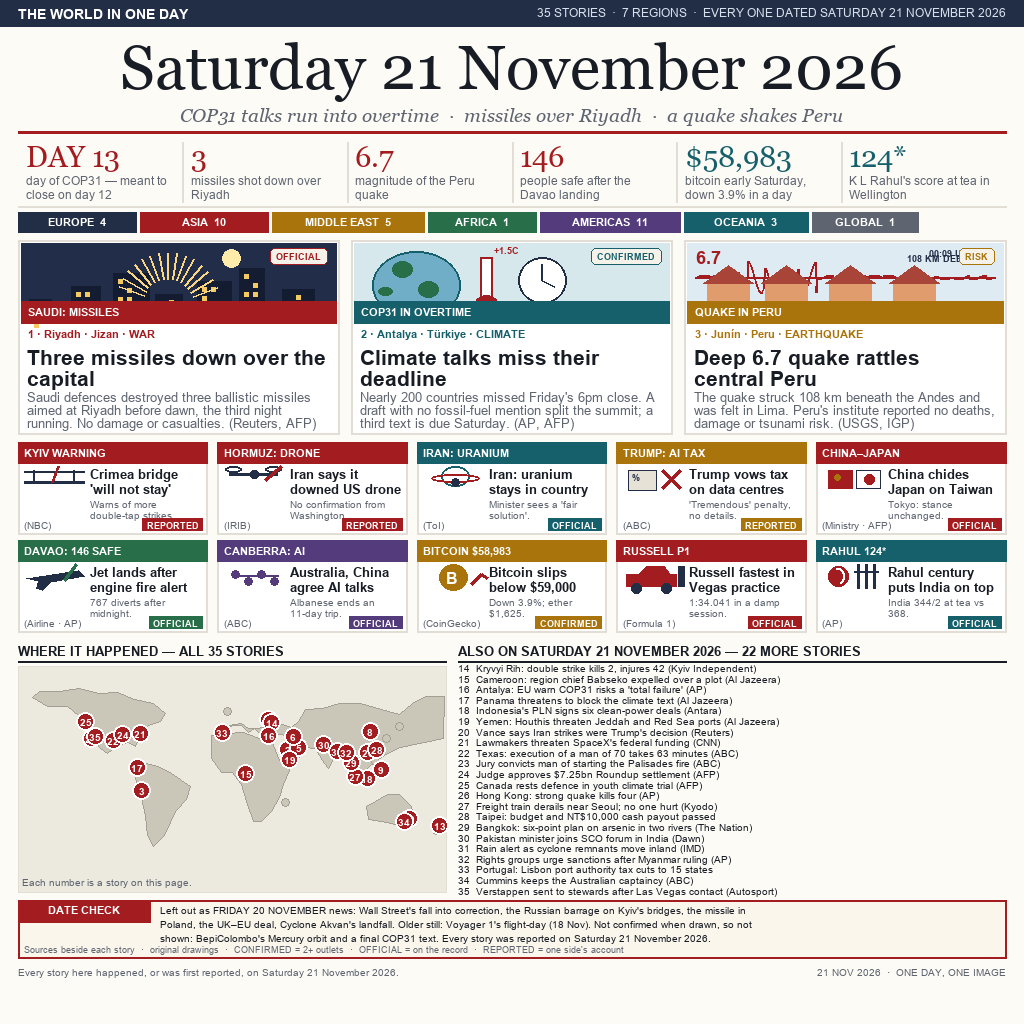 THE WORLD IN ONE DAY
35 STORIES · 7 REGIONS · EVERY ONE DATED SATURDAY 21 NOVEMBER 2026
Saturday 21 November 2026
COP31 talks run into overtime · missiles over Riyadh · a quake shakes Peru
DAY 13
day of COP31 — meant to
close on day 12
3
missiles shot down over
Riyadh
6.7
magnitude of the Peru
quake
146
people safe after the
Davao landing
$58,983
bitcoin early Saturday,
down 3.9% in a day
124*
K L Rahul's score at tea in
Wellington
EUROPE 4
ASIA 10
MIDDLE EAST 5
AFRICA 1
AMERICAS 11
OCEANIA 3
GLOBAL 1
OFFICIAL
SAUDI: MISSILES
1 · Riyadh · Jizan · WAR
Three missiles down over the
capital
Saudi defences destroyed three ballistic missiles
aimed at Riyadh before dawn, the third night
running. No damage or casualties. (Reuters, AFP)
+1.5C
CONFIRMED
COP31 IN OVERTIME
2 · Antalya · Türkiye · CLIMATE
Climate talks miss their
deadline
Nearly 200 countries missed Friday's 6pm close. A
draft with no fossil-fuel mention split the summit; a
third text is due Saturday. (AP, AFP)
6.7
00:09
108 KM
RISK
QUAKE IN PERU
3 · Junín · Peru · EARTHQUAKE
Deep 6.7 quake rattles
central Peru
The quake struck 108 km beneath the Andes and
was felt in Lima. Peru's institute reported no deaths,
damage or tsunami risk. (USGS, IGP)
KYIV WARNING
Crimea bridge
'will not stay'
Warns of more
double-tap strikes.
(NBC)
REPORTED
HORMUZ: DRONE
Iran says it
downed US drone
No confirmation from
Washington.
(IRIB)
REPORTED
IRAN: URANIUM
Iran: uranium
stays in country
Minister sees a 'fair
solution'.
(ToI)
OFFICIAL
TRUMP: AI TAX
%
Trump vows tax
on data centres
'Tremendous' penalty,
no details.
(ABC)
REPORTED
CHINA–JAPAN
China chides
Japan on Taiwan
Tokyo: stance
unchanged.
(Ministry · AFP)
OFFICIAL
DAVAO: 146 SAFE
Jet lands after
engine fire alert
767 diverts after
midnight.
(Airline · AP)
OFFICIAL
CANBERRA: AI
Australia, China
agree AI talks
Albanese ends an
11-day trip.
(ABC)
OFFICIAL
BITCOIN $58,983
B
Bitcoin slips
below $59,000
Down 3.9%; ether
$1,625.
(CoinGecko)
CONFIRMED
RUSSELL P1
Russell fastest in
Vegas practice
1:34.041 in a damp
session.
(Formula 1)
OFFICIAL
RAHUL 124*
Rahul century
puts India on top
India 344/2 at tea vs
368.
(AP)
OFFICIAL
WHERE IT HAPPENED — ALL 35 STORIES
25
35
24
21
17
3
33
14
16
6
5
19
15
30
32
29
8
28
27
9
34
13
Each number is a story on this page.
ALSO ON SATURDAY 21 NOVEMBER 2026 — 22 MORE STORIES
14 Kryvyi Rih: double strike kills 2, injures 42 (Kyiv Independent)
15 Cameroon: region chief Babseko expelled over a plot (Al Jazeera)
16 Antalya: EU warn COP31 risks a 'total failure' (AP)
17 Panama threatens to block the climate text (Al Jazeera)
18 Indonesia's PLN signs six clean-power deals (Antara)
19 Yemen: Houthis threaten Jeddah and Red Sea ports (Al Jazeera)
20 Vance says Iran strikes were Trump's decision (Reuters)
21 Lawmakers threaten SpaceX's federal funding (CNN)
22 Texas: execution of a man of 70 takes 63 minutes (ABC)
23 Jury convicts man of starting the Palisades fire (ABC)
24 Judge approves $7.25bn Roundup settlement (AFP)
25 Canada rests defence in youth climate trial (AFP)
26 Hong Kong: strong quake kills four (AP)
27 Freight train derails near Seoul; no one hurt (Kyodo)
28 Taipei: budget and NT$10,000 cash payout passed
29 Bangkok: six-point plan on arsenic in two rivers (The Nation)
30 Pakistan minister joins SCO forum in India (Dawn)
31 Rain alert as cyclone remnants move inland (IMD)
32 Rights groups urge sanctions after Myanmar ruling (AP)
33 Portugal: Lisbon port authority tax cuts to 15 states
34 Cummins keeps the Australian captaincy (ABC)
35 Verstappen sent to stewards after Las Vegas contact (Autosport)
DATE CHECK
Left out as FRIDAY 20 NOVEMBER news: Wall Street's fall into correction, the Russian barrage on Kyiv's bridges, the missile in
Poland, the UK–EU deal, Cyclone Akvan's landfall. Older still: Voyager 1's flight-day (18 Nov). Not confirmed when drawn, so not
shown: BepiColombo's Mercury orbit and a final COP31 text. Every story was reported on Saturday 21 November 2026.
Sources beside each story · original drawings · CONFIRMED = 2+ outlets · OFFICIAL = on the record · REPORTED = one side's account
Every story here happened, or was first reported, on Saturday 21 November 2026.
21 NOV 2026 · ONE DAY, ONE IMAGE